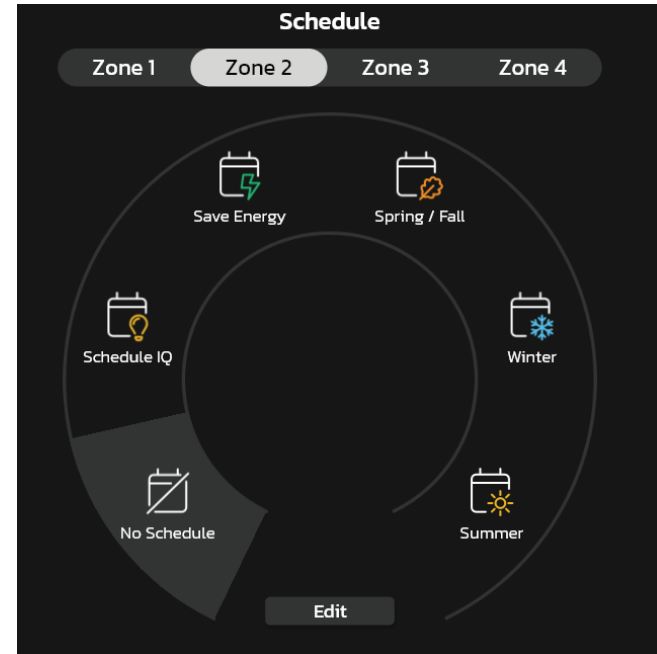 Schedule
Zone 1 Zone 2 Zone 3 Zone 4
Save Energy Spring / Fall
Schedule IQ Winter
No Schedule Summer
Edit